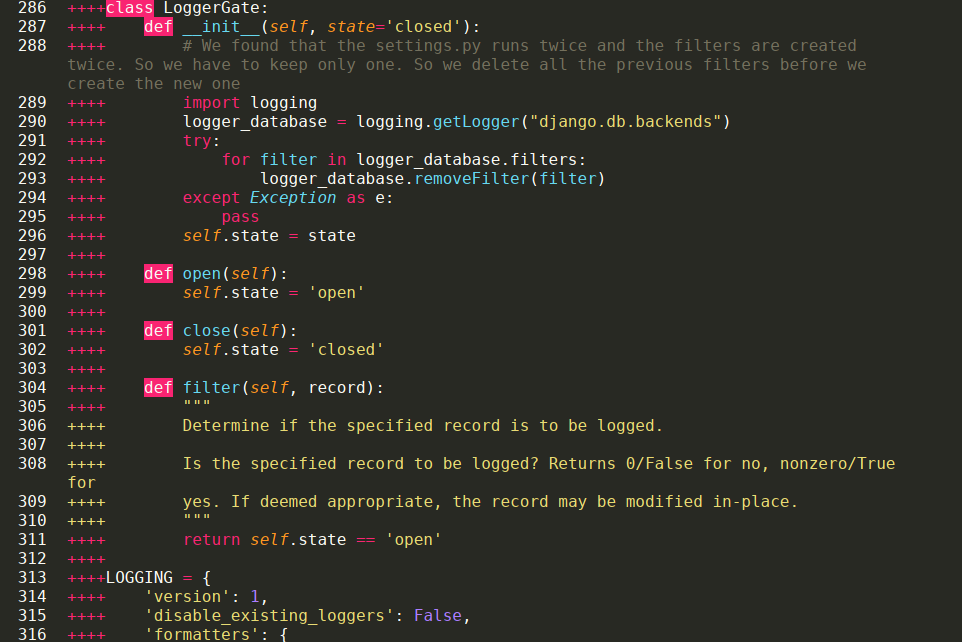 286 ++++class LoggerGate:
287 ++++    def __init__(self, state='closed'):
288 ++++        # We found that the settings.py runs twice and the filters are created
twice. So we have to keep only one. So we delete all the previous filters before we
create the new one
289 ++++        import logging
290 ++++        logger_database = logging.getLogger("django.db.backends")
291 ++++        try:
292 ++++            for filter in logger_database.filters:
293 ++++                logger_database.removeFilter(filter)
294 ++++        except Exception as e:
295 ++++            pass
296 ++++        self.state = state
297 ++++
298 ++++    def open(self):
299 ++++        self.state = 'open'
300 ++++
301 ++++    def close(self):
302 ++++        self.state = 'closed'
303 ++++
304 ++++    def filter(self, record):
305 ++++        """
306 ++++        Determine if the specified record is to be logged.
307 ++++
308 ++++        Is the specified record to be logged? Returns 0/False for no, nonzero/True
for
309 ++++        yes. If deemed appropriate, the record may be modified in-place.
310 ++++        """
311 ++++        return self.state == 'open'
312 ++++
313 ++++LOGGING = {
314 ++++    'version': 1,
315 ++++    'disable_existing_loggers': False,
316 ++++    'formatters': {